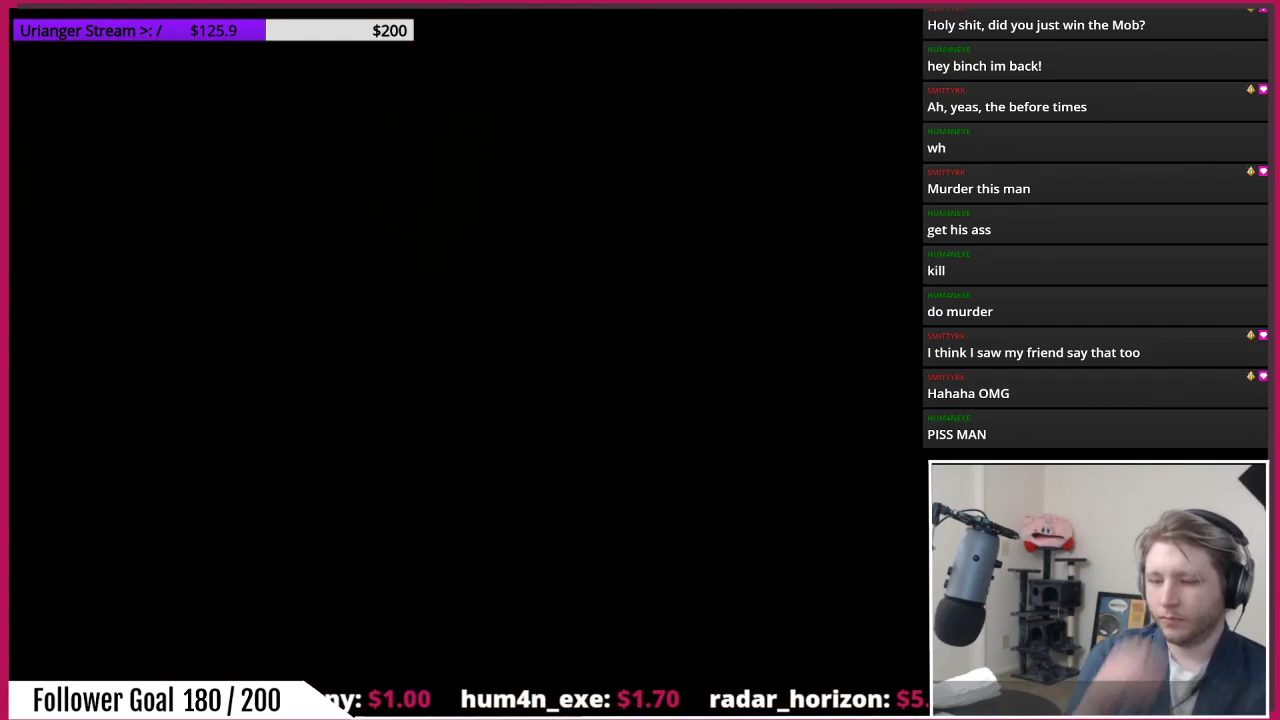 Urianger Stream >: / $125.9 $200
Holy shit, did you just win the Mob?
HUM4NEXE
hey binch im back!
SMITTYRK
Ah, yeas, the before times
HUM4NEXE
wh
SMITTYRK
Murder this man
HUM4NEXE
get his ass
HUM4NEXE
kill
HUM4NEXE
do murder
SMITTYRK
I think I saw my friend say that too
SMITTYRK
Hahaha OMG
HUM4NEXE
PISS MAN
Follower Goal 180 / 200
ny: $1.00 hum4n_exe: $1.70 radar_horizon: $5.